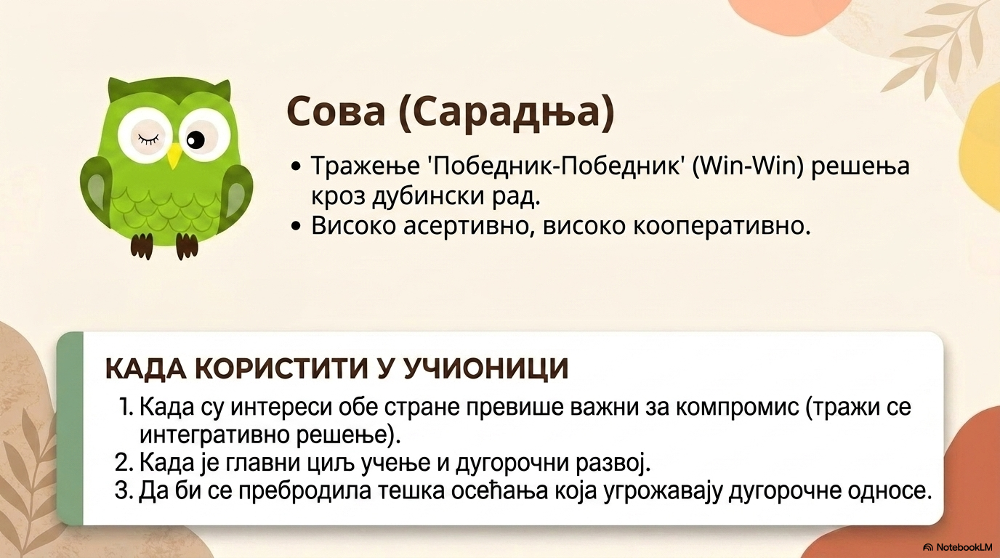 Сова (Сарадња)
• Тражење 'Победник-Победник' (Win-Win) решења
кроз дубински рад.
• Високо асертивно, високо кооперативно.
КАДА КОРИСТИТИ У УЧИОНИЦИ
1. Када су интереси обе стране превише важни за компромис (тражи се
интегративно решење).
2. Када је главни циљ учење и дугорочни развој.
3. Да би се пребродила тешка осећања која угрожавају дугорочне односе.
NotebookLM